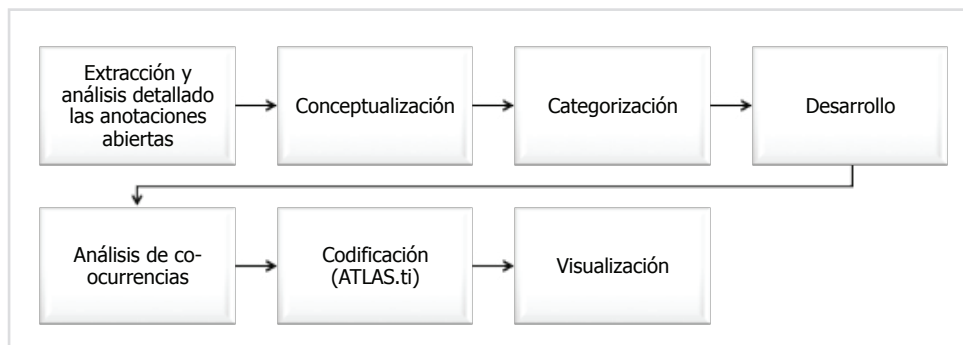 Extracción y
análisis detallado
las anotaciones
abiertas
Conceptualización
Categorización
Desarrollo
Análisis de co-
ocurrencias
Codificación
(ATLAS.ti)
Visualización